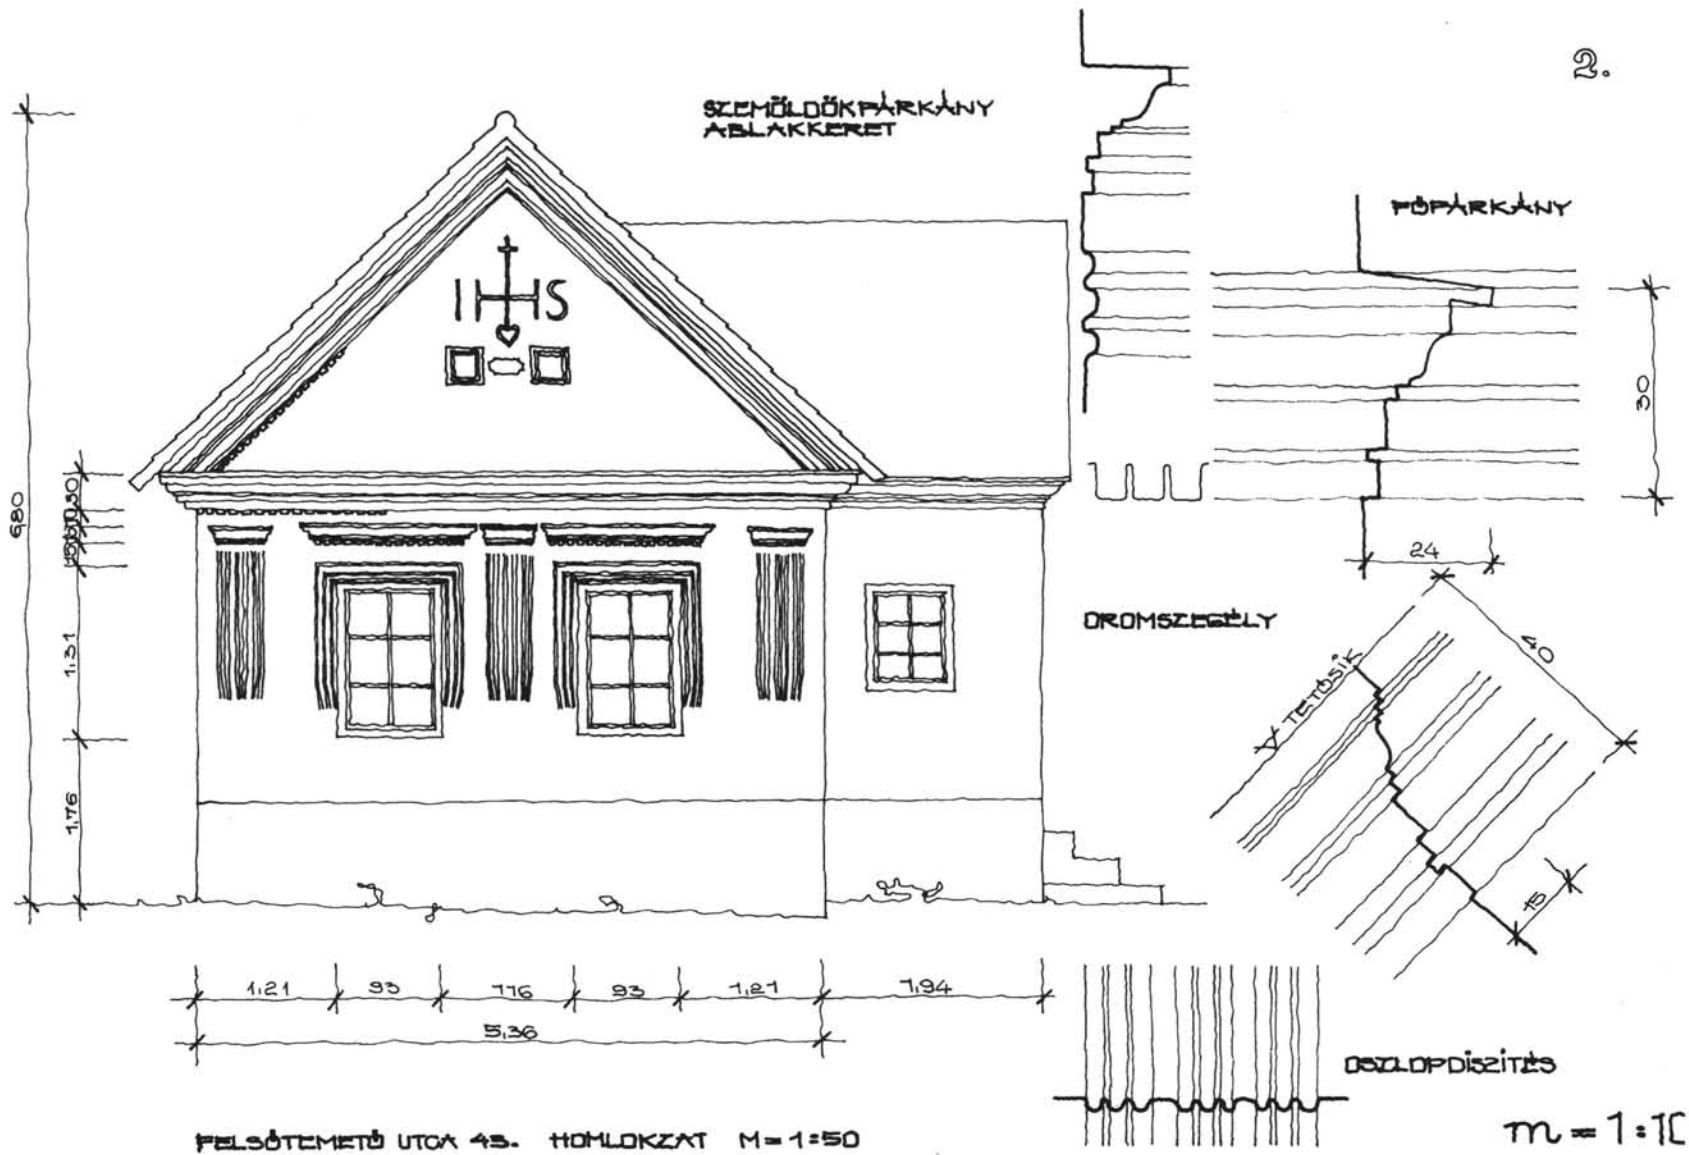 2.
SZEMÖLDÖKPÁRKÁNY
ABLAKKERET
FŐPÁRKÁNY
IHS
30
680
24
OROMSZEGÉLY
40
TETŐSÍK
15
1,31
1,76
1,21 93 116 93 1,21 1,94
5,36
OSZLOPDÍSZÍTÉS
FELSŐTEMETŐ UTCA 43. HOMLOKZAT M=1:50
m=1:10